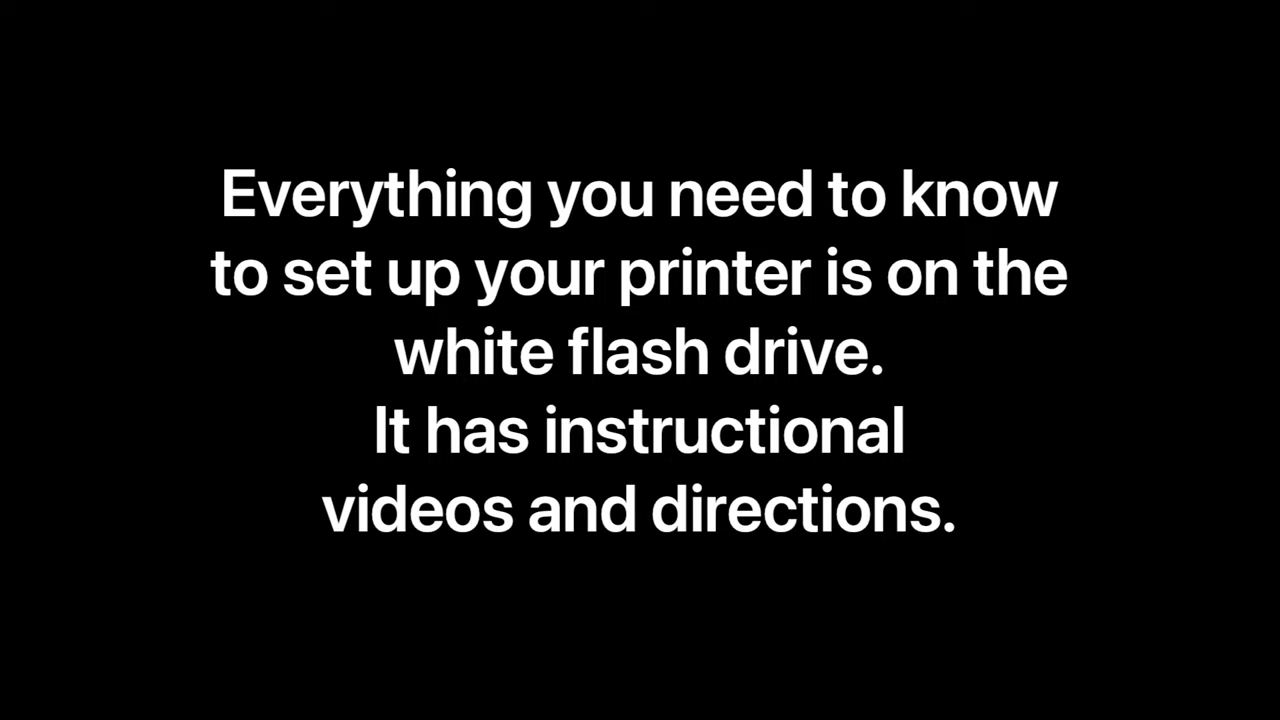 Everything you need to know
to set up your printer is on the
white flash drive.
It has instructional
videos and directions.